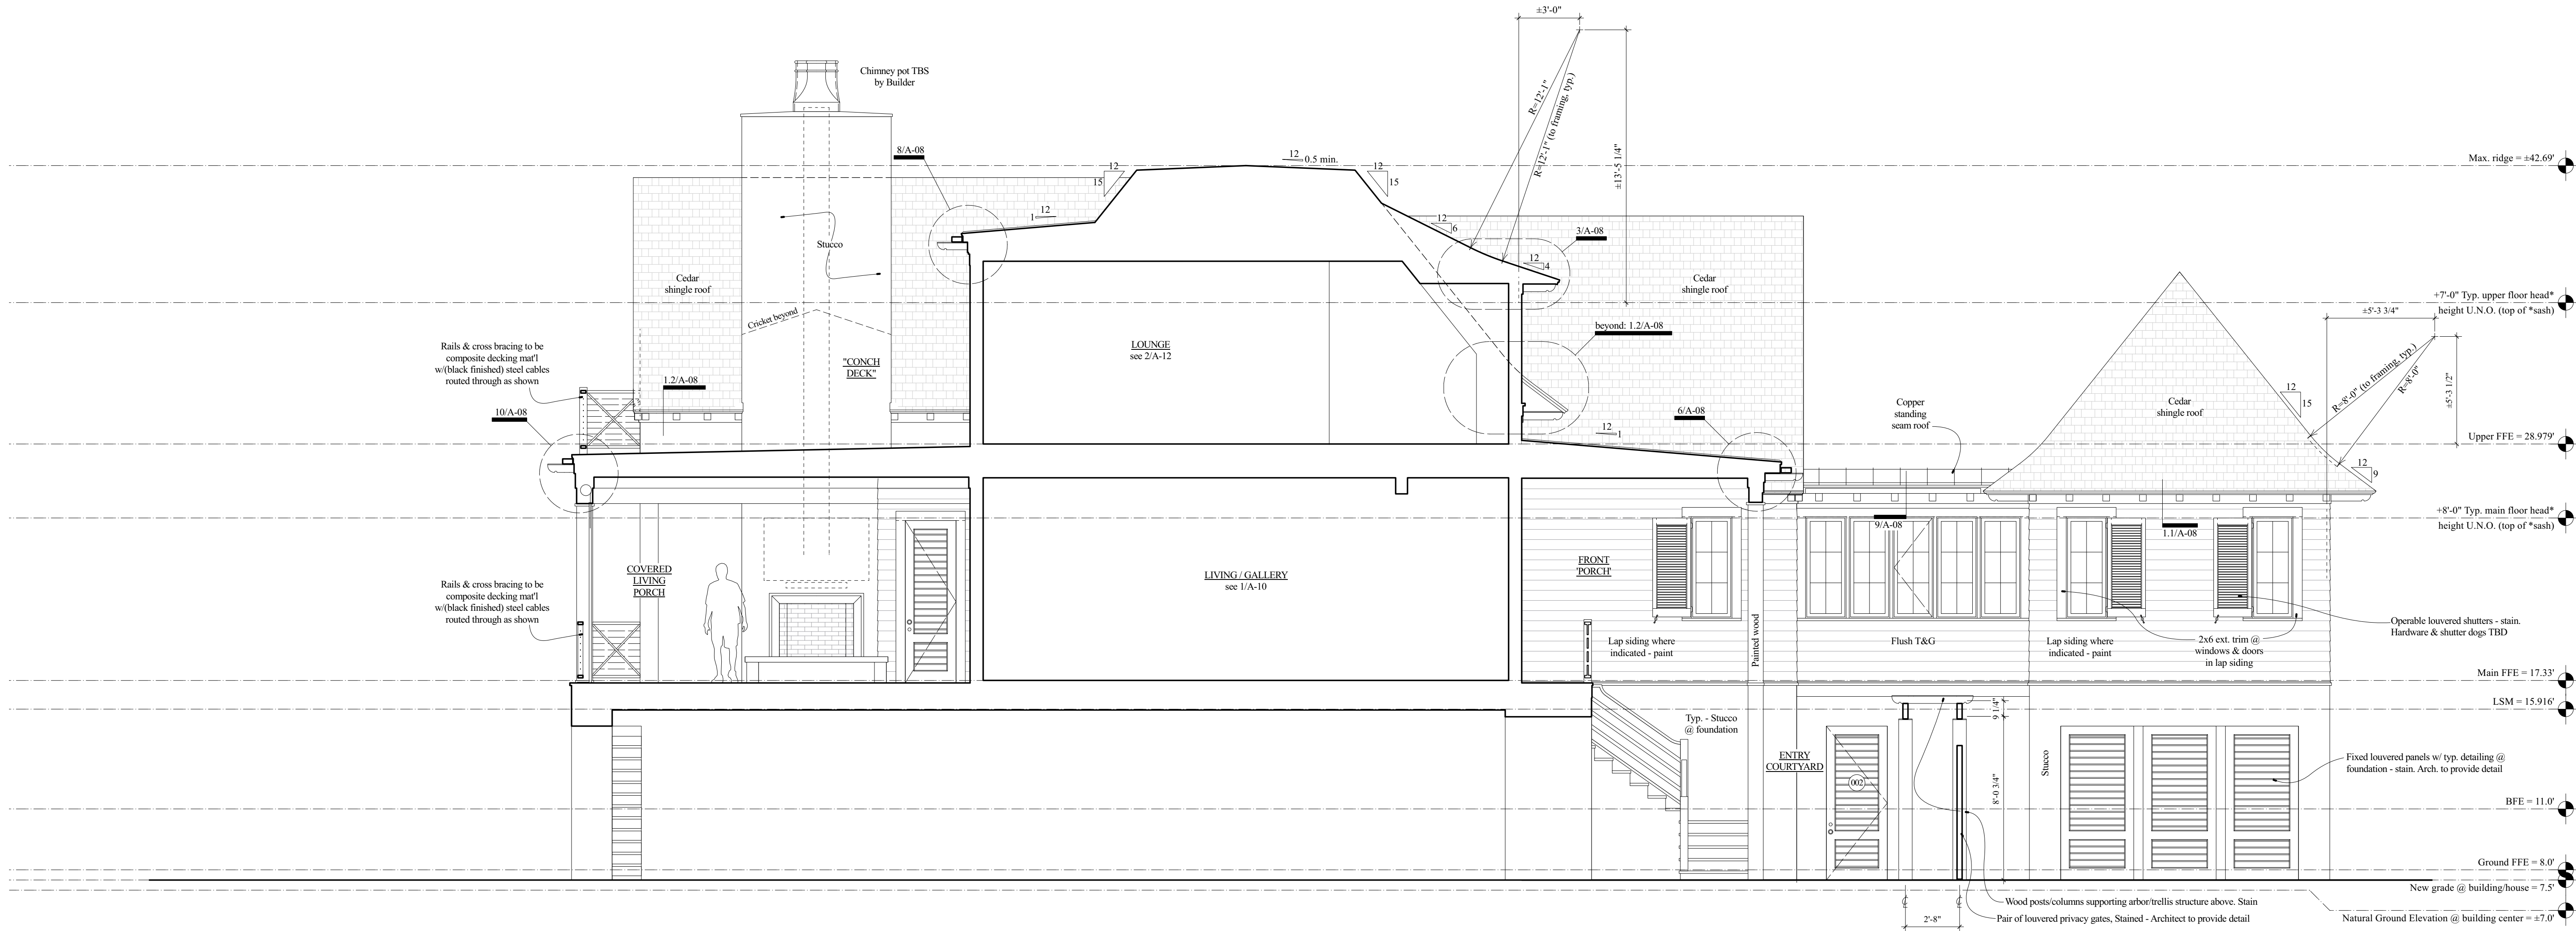 ±3'-0"
Chimney pot TBS
by Builder
R=12'-1"
R=12'-1" (to framing, typ.)
±13'-5 1/4"
8/A-08
12
0.5 min.
Max. ridge = ±42.69'
12
15
12
15
12
1
12
6
3/A-08
Stucco
12
4
Cedar
shingle roof
Cedar
shingle roof
+7'-0" Typ. upper floor head*
height U.N.O. (top of *sash)
±5'-3 3/4"
Cricket beyond
beyond: 1.2/A-08
Rails & cross bracing to be
composite decking mat'l
w/(black finished) steel cables
routed through as shown
LOUNGE
see 2/A-12
"CONCH
DECK"
R=8'-0" (to framing, typ.)
R=8'-0"
±5'-3 1/2"
1.2/A-08
12
15
Cedar
shingle roof
Copper
standing
seam roof
10/A-08
6/A-08
12
1
Upper FFE = 28.979'
12
9
+8'-0" Typ. main floor head*
height U.N.O. (top of *sash)
9/A-08
1.1/A-08
COVERED
LIVING
PORCH
LIVING / GALLERY
see 1/A-10
FRONT
'PORCH'
Rails & cross bracing to be
composite decking mat'l
w/(black finished) steel cables
routed through as shown
Painted wood
Operable louvered shutters - stain.
Hardware & shutter dogs TBD
Lap siding where
indicated - paint
Flush T&G
Lap siding where
indicated - paint
2x6 ext. trim @
windows & doors
in lap siding
Main FFE = 17.33'
LSM = 15.916'
9 1/4"
Typ. - Stucco
@ foundation
ENTRY
COURTYARD
Stucco
Fixed louvered panels w/ typ. detailing @
foundation - stain. Arch. to provide detail
002
8'-0 3/4"
BFE = 11.0'
Ground FFE = 8.0'
New grade @ building/house = 7.5'
Wood posts/columns supporting arbor/trellis structure above. Stain
2'-8"
Pair of louvered privacy gates, Stained - Architect to provide detail
Natural Ground Elevation @ building center = ±7.0'